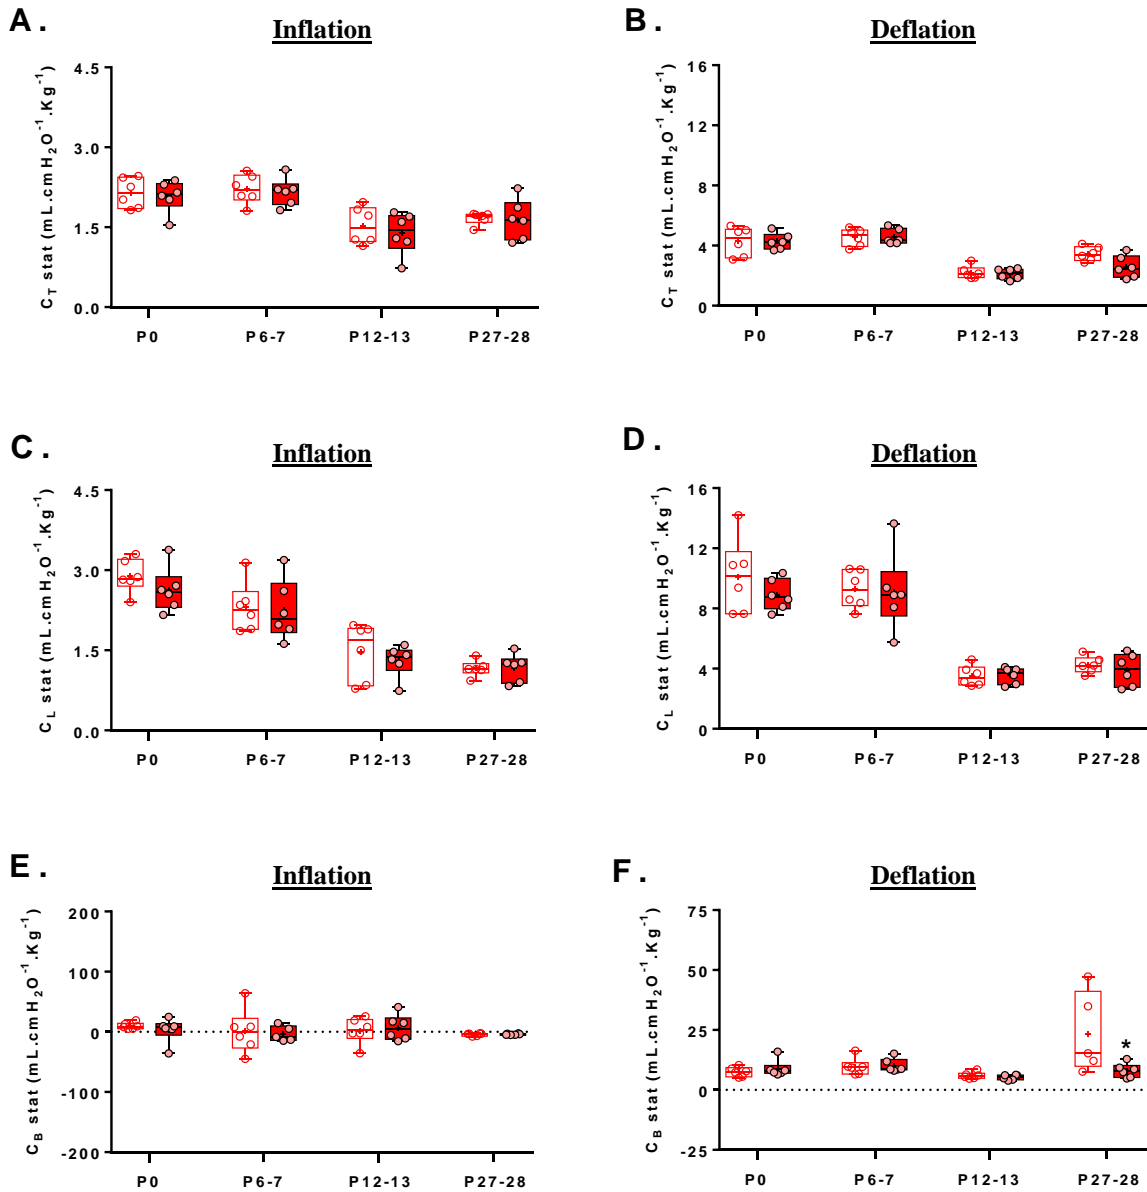 A. Inflation
C_T stat (mL.cmH₂O⁻¹.Kg⁻¹)
4.5
3.0
1.5
0.0
P0 P6-7 P12-13 P27-28
B. Deflation
C_T stat (mL.cmH₂O⁻¹.Kg⁻¹)
16
12
8
4
0
P0 P6-7 P12-13 P27-28
C. Inflation
C_L stat (mL.cmH₂O⁻¹.Kg⁻¹)
4.5
3.0
1.5
0.0
P0 P6-7 P12-13 P27-28
D. Deflation
C_L stat (mL.cmH₂O⁻¹.Kg⁻¹)
16
12
8
4
0
P0 P6-7 P12-13 P27-28
E. Inflation
C_B stat (mL.cmH₂O⁻¹.Kg⁻¹)
200
100
0
-100
-200
P0 P6-7 P12-13 P27-28
F. Deflation
C_B stat (mL.cmH₂O⁻¹.Kg⁻¹)
75
50
25
0
-25
*
P0 P6-7 P12-13 P27-28